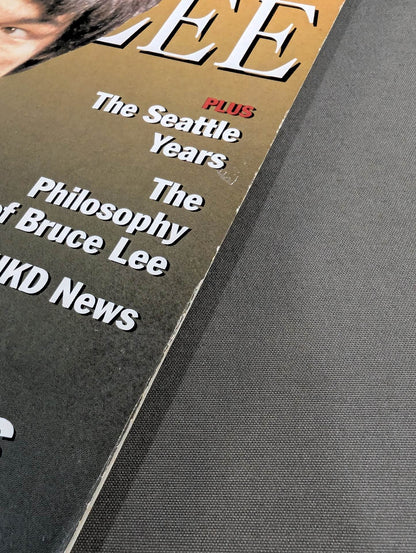 LEE
PLUS
The Seattle
Years
The
Philosophy
of Bruce Lee
JKD News